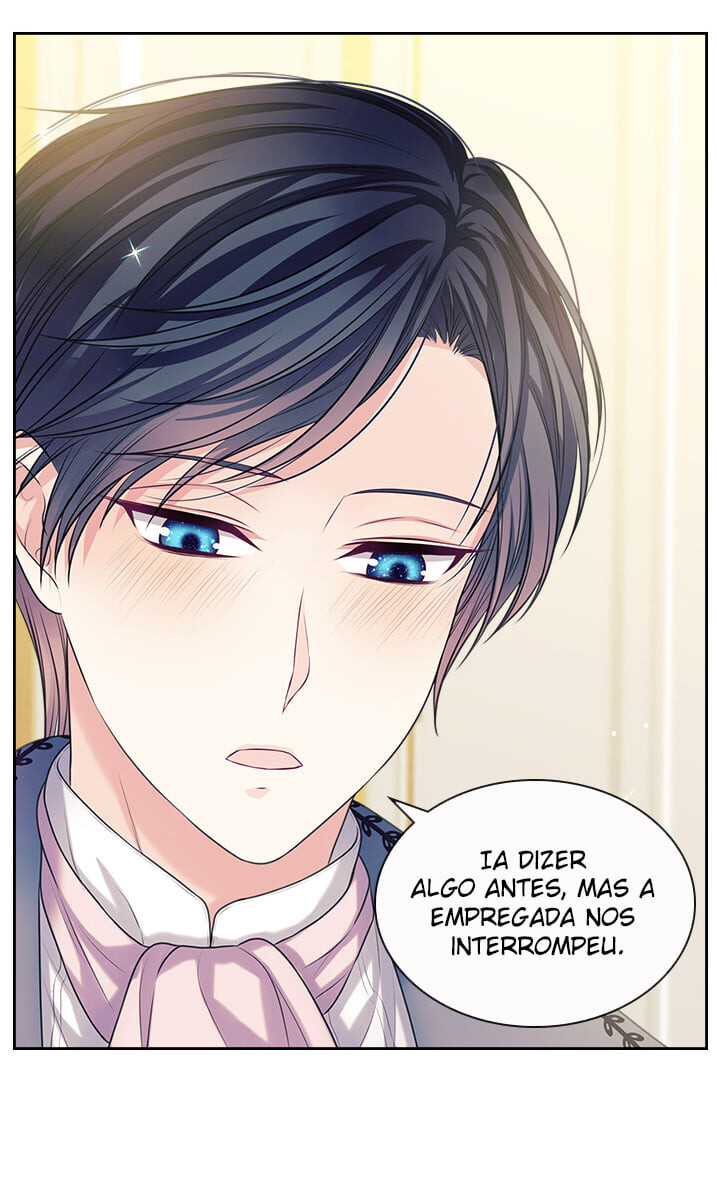 IA DIZER
ALGO ANTES, MAS A
EMPREGADA NOS
INTERROMPEU.